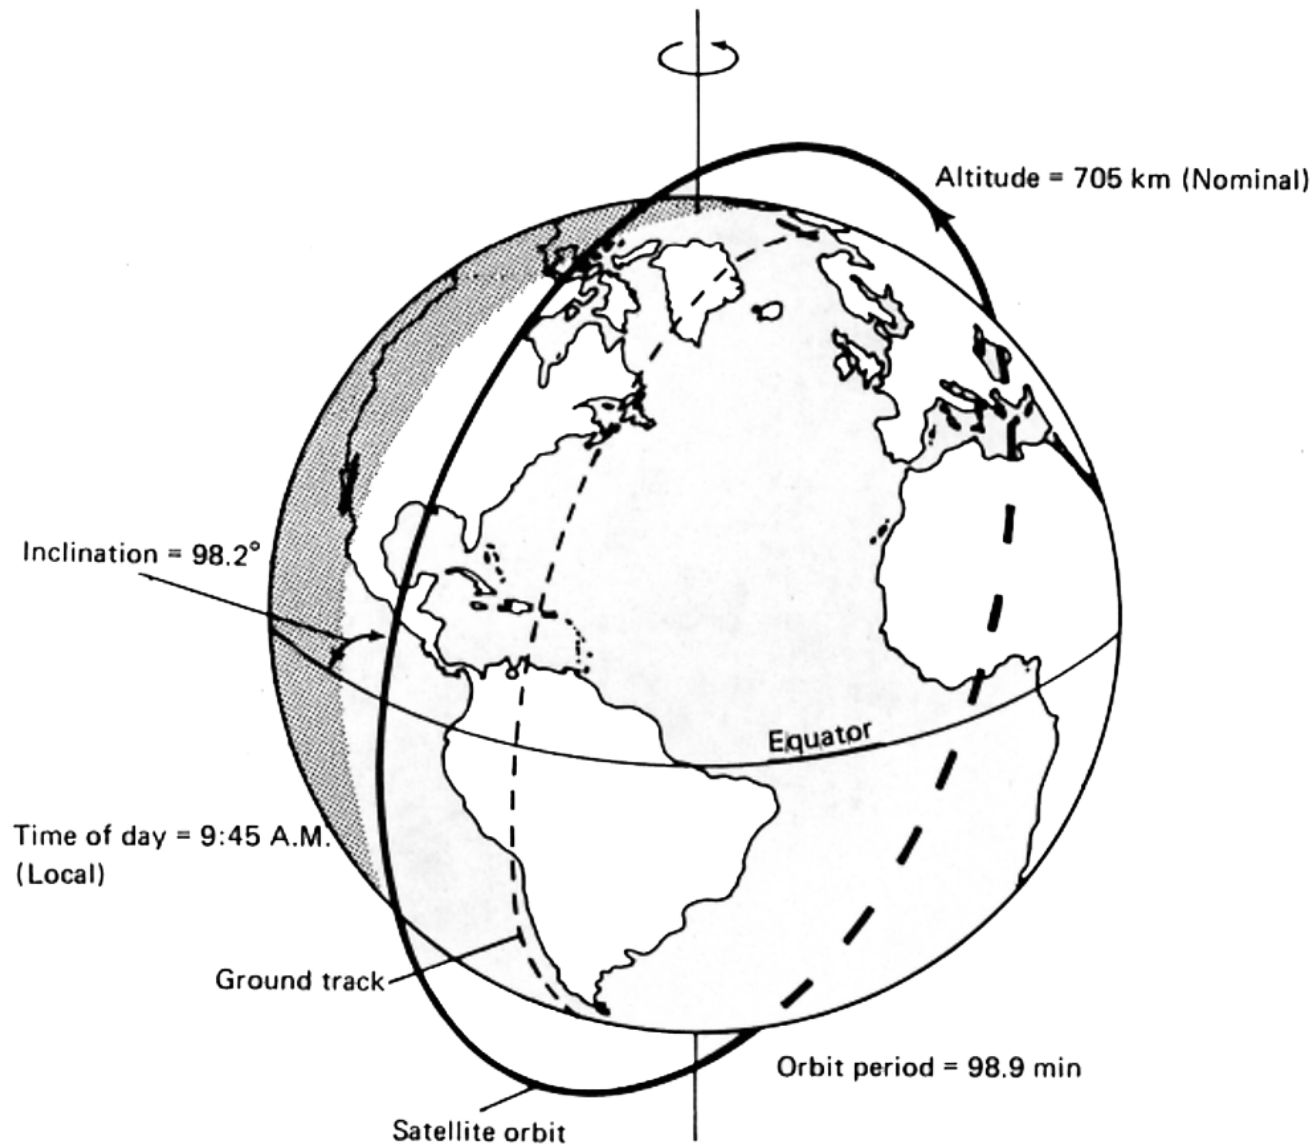 Altitude = 705 km (Nominal)
Inclination = 98.2°
Equator
Time of day = 9:45 A.M.
(Local)
Ground track
Orbit period = 98.9 min
Satellite orbit